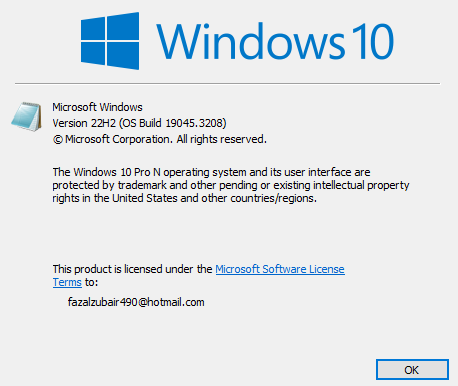 Windows 10
Microsoft Windows
Version 22H2 (OS Build 19045.3208)
© Microsoft Corporation. All rights reserved.
The Windows 10 Pro N operating system and its user interface are
protected by trademark and other pending or existing intellectual property
rights in the United States and other countries/regions.
This product is licensed under the Microsoft Software License
Terms to:
fazalzubair490@hotmail.com
OK